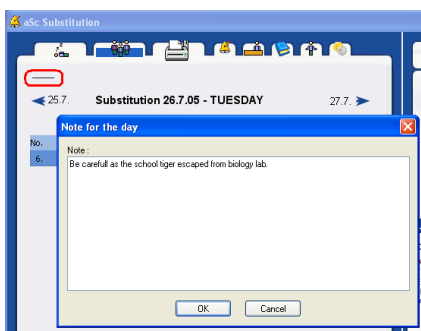 aSc Substitution
25.7. Substitution 26.7.05 - TUESDAY 27.7.
Note for the day
No.
6.
Note :
Be carefull as the school tiger escaped from biology lab.
OK Cancel